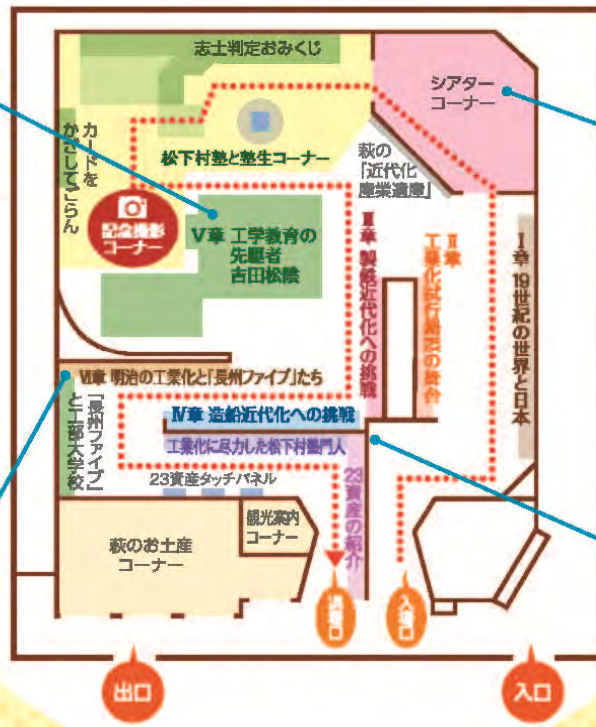 志士判定おみくじ
シアター
コーナー
カードを
かざしてごらん
松下村塾と塾生コーナー
萩の
「近代化
産業遺産」
記念撮影
コーナー
Ⅴ章 工学教育の
先駆者
吉田松陰
Ⅲ章 製鉄近代化への挑戦
Ⅱ章
工業化試行錯誤の舞台
Ⅰ章 19世紀の世界と日本
Ⅵ章 明治の工業化と「長州ファイブ」たち
「長州ファイブ」
と工部大学校
Ⅳ章 造船近代化への挑戦
工業化に尽力した松下村塾門人
23資産タッチパネル
23資産の紹介
観光案内
コーナー
萩のお土産
コーナー
退場口
入場口
出口
入口